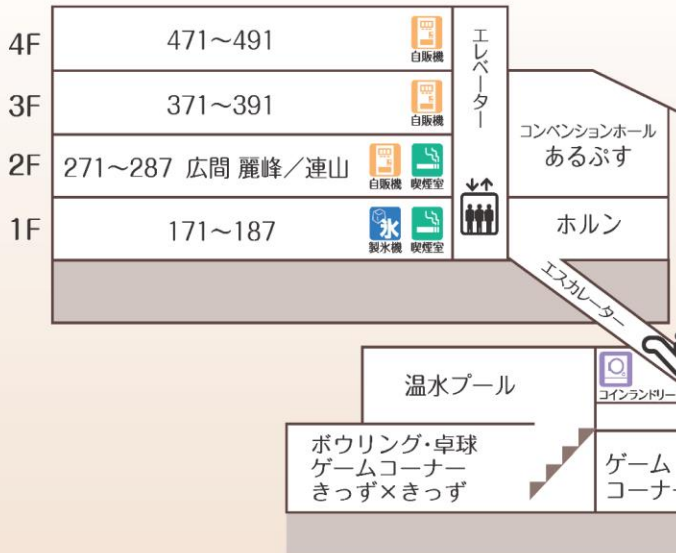 4F
471～491
自販機
エレベーター
3F
371～391
自販機
コンベンションホール
あるぷす
2F
271～287 広間 麗峰／連山
自販機
喫煙室
1F
171～187
氷
製氷機
喫煙室
ホルン
エスカレーター
温水プール
コインランドリー
ボウリング・卓球
ゲームコーナー
きっず×きっず
ゲーム
コーナー